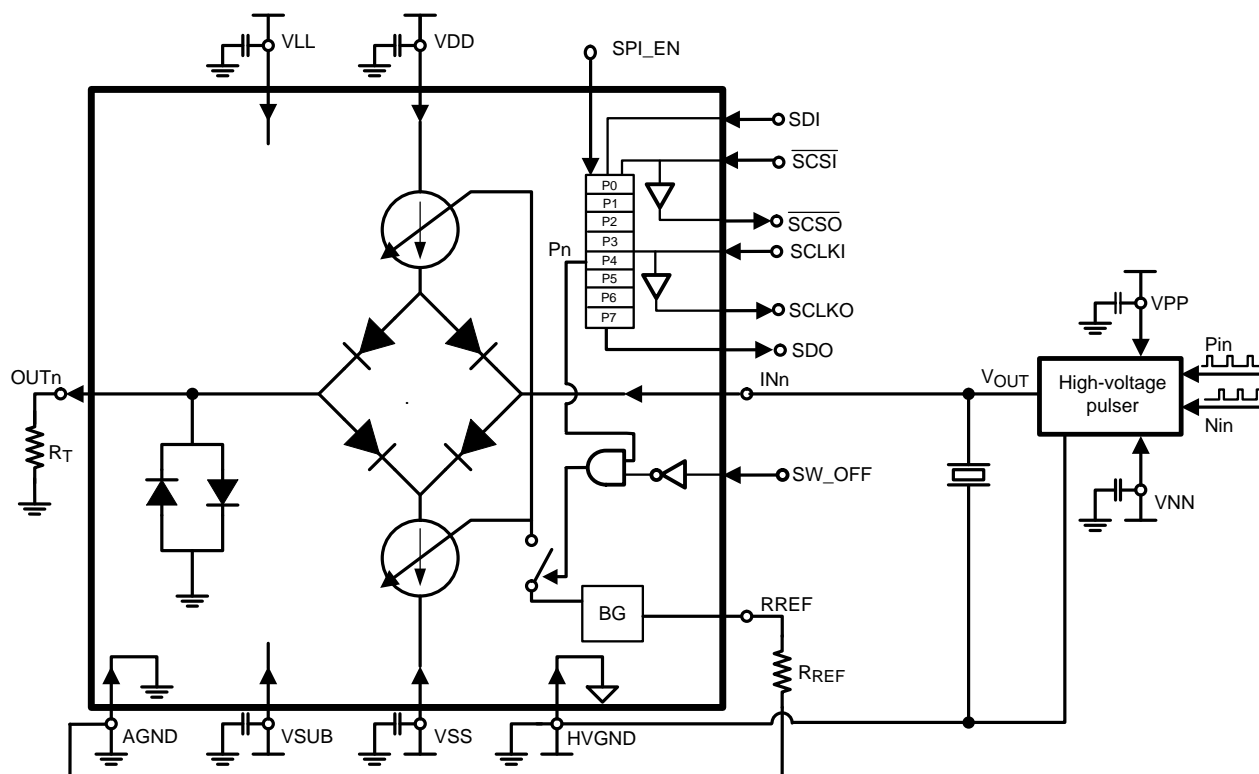 VLL
VDD
SPI_EN
SDI
SCSI
SCSO
SCLKI
SCLKO
SDO
P0
P1
P2
P3
P4
P5
P6
P7
Pn
VPP
Pin
OUTn
INn
VOUT
High-voltage
pulser
Nin
RT
SW_OFF
VNN
BG
RREF
RREF
AGND
VSUB
VSS
HVGND